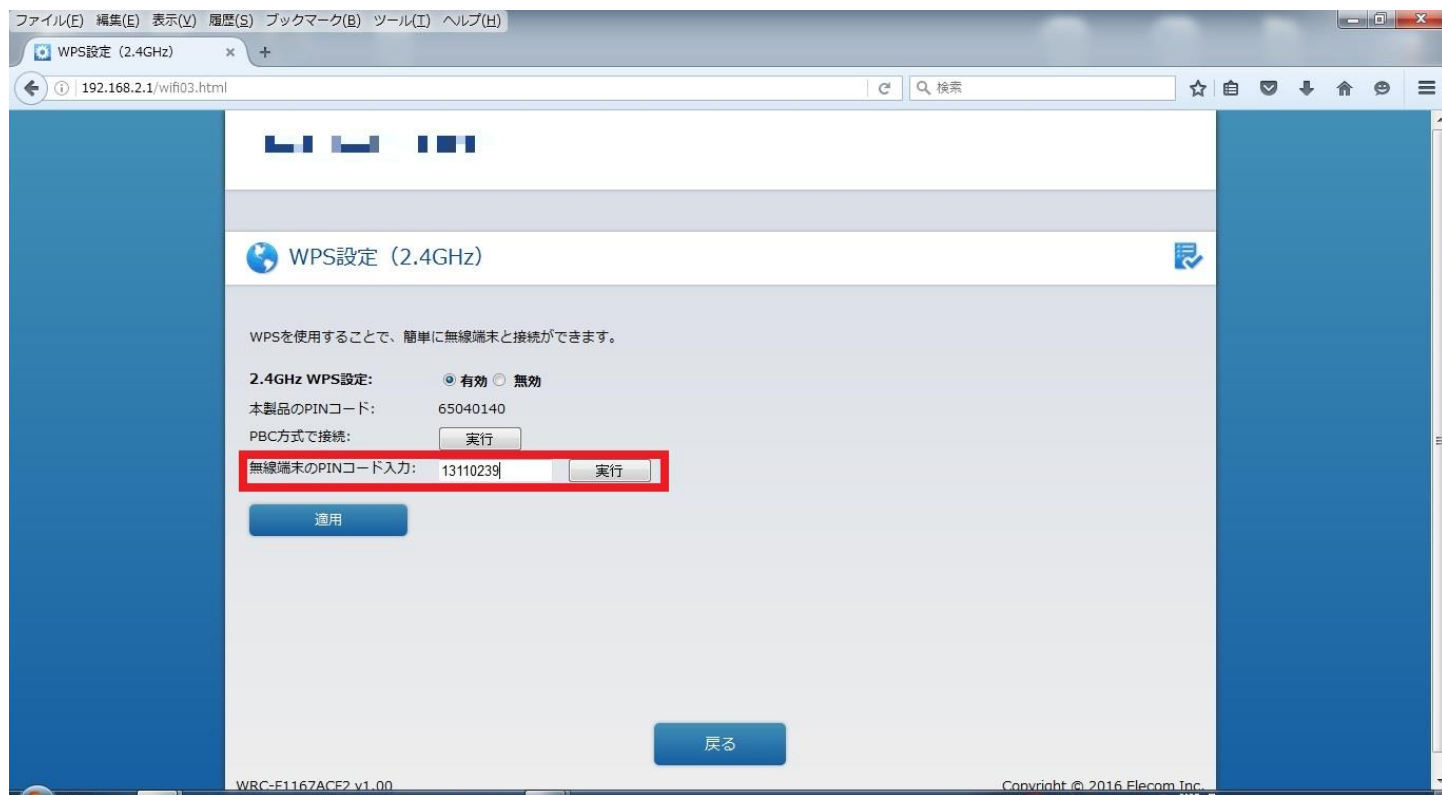 ファイル(F) 編集(E) 表示(V) 履歴(S) ブックマーク(B) ツール(T) ヘルプ(H)
WPS設定（2.4GHz）
192.168.2.1/wifi03.html
検索
WPS設定（2.4GHz）
WPSを使用することで、簡単に無線端末と接続ができます。
2.4GHz WPS設定: 有効 無効
本製品のPINコード: 65040140
PBC方式で接続: 実行
無線端末のPINコード入力: 13110239 実行
適用
戻る
WRC-F1167ACF2 v1.00 Copyright © 2016 Elecom Inc.